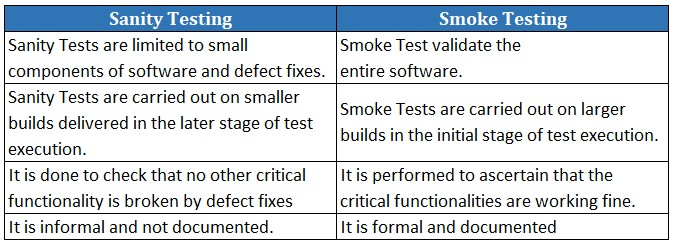 Sanity Testing
Smoke Testing
Sanity Tests are limited to small
components of software and defect fixes.
Smoke Test validate the
entire software.
Sanity Tests are carried out on smaller
builds delivered in the later stage of test
execution.
Smoke Tests are carried out on larger
builds in the initial stage of test execution.
It is done to check that no other critical
functionality is broken by defect fixes
It is performed to ascertain that the
critical functionalities are working fine.
It is informal and not documented.
It is formal and documented